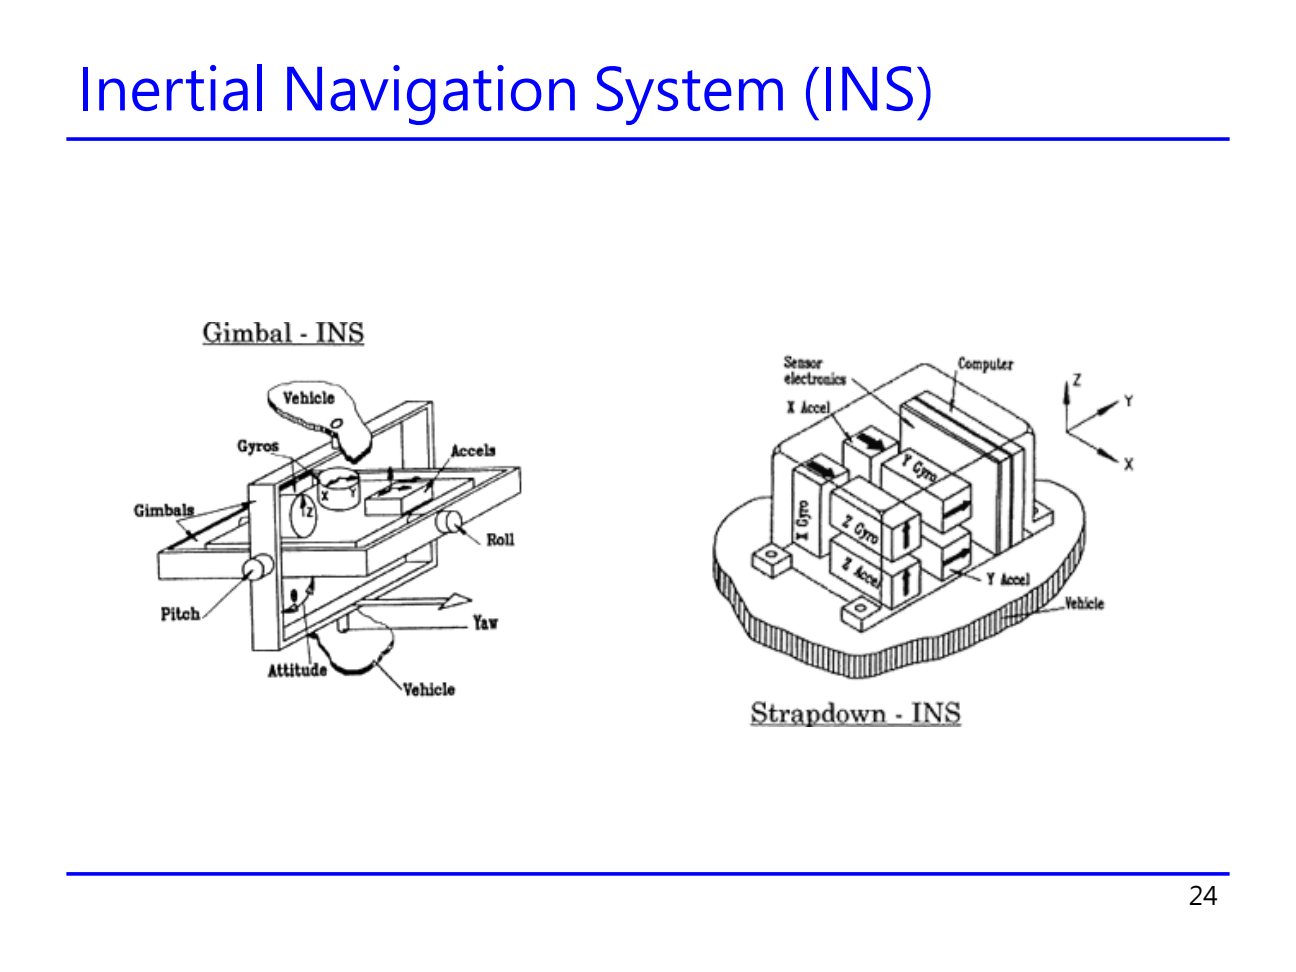 Inertial Navigation System (INS)
Gimbal - INS
Vehicle
Gyros
Accels
X
Y
Z
Gimbals
Roll
Pitch
θ
Yaw
Attitude
Vehicle
Sensor
electronics
Computer
X Accel
Z
Y
X
Y Gyro
X Gyro
Z Gyro
Z Accel
Y Accel
Vehicle
Strapdown - INS
24